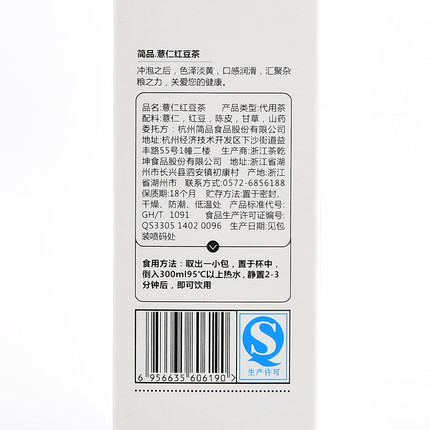 简品.薏仁红豆茶
冲泡之后，色泽淡黄，口感润滑，汇聚杂
粮之力，关爱您的健康。
品名：薏仁红豆茶 产品类型：代用茶
配料：薏仁，红豆，陈皮，甘草，山药
委托方：杭州简品食品股份有限公司
地址：杭州经济技术开发区下沙街道益
丰路55号1幢二楼 生产商：浙江茶乾
坤食品股份有限公司 地址：浙江省湖
州市长兴县泗安镇初康村 产地：浙江
省湖州市 联系方式：0572-6856188
保质期：18个月 贮存方法：置于密封、
干燥、防潮、低温处 产品标准代号：
GH/T 1091 食品生产许可证编号：
QS3305 1402 0096 生产日期：见包
装喷码处
食用方法：取出一小包，置于杯中，
倒入300ml95℃以上热水，静置2-3
分钟后，即可饮用
6 956635 606190 >
QS
生产许可